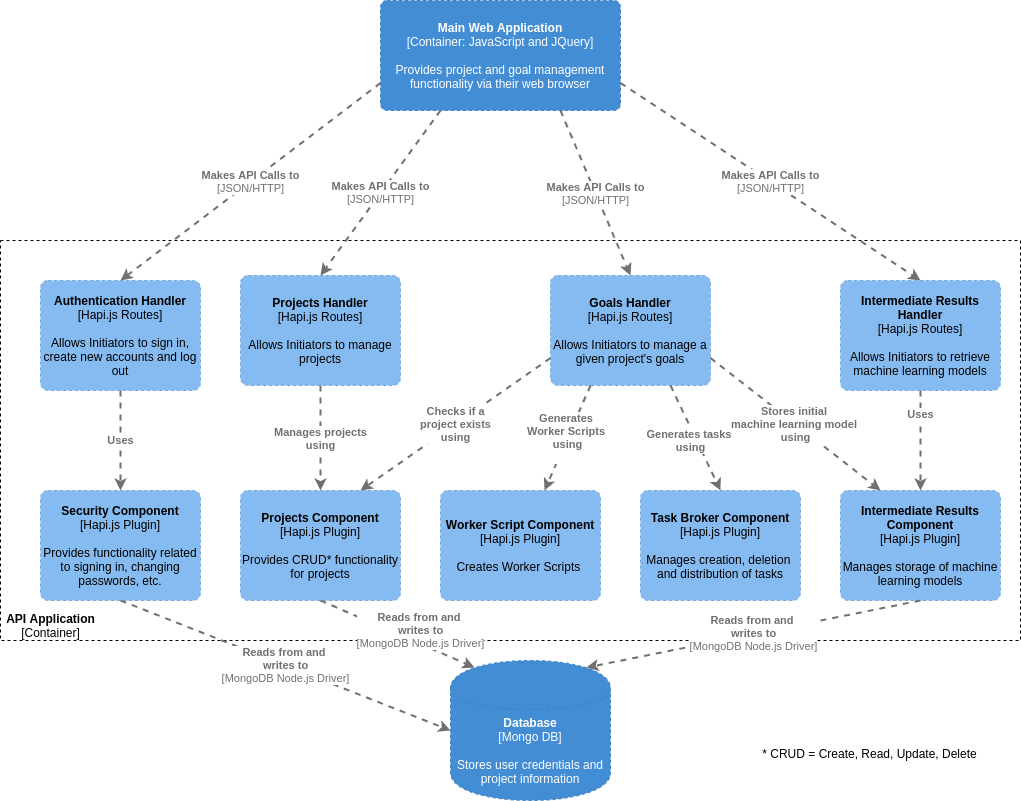 Main Web Application
[Container: JavaScript and JQuery]
Provides project and goal management
functionality via their web browser
Makes API Calls to
[JSON/HTTP]
Makes API Calls to
[JSON/HTTP]
Makes API Calls to
[JSON/HTTP]
Makes API Calls to
[JSON/HTTP]
Authentication Handler
[Hapi.js Routes]
Allows Initiators to sign in,
create new accounts and log
out
Projects Handler
[Hapi.js Routes]
Allows Initiators to manage
projects
Goals Handler
[Hapi.js Routes]
Allows Initiators to manage a
given project's goals
Intermediate Results
Handler
[Hapi.js Routes]
Allows Initiators to retrieve
machine learning models
Uses
Manages projects
using
Checks if a
project exists
using
Generates
Worker Scripts
using
Generates tasks
using
Stores initial
machine learning model
using
Uses
Security Component
[Hapi.js Plugin]
Provides functionality related
to signing in, changing
passwords, etc.
Projects Component
[Hapi.js Plugin]
Provides CRUD* functionality
for projects
Worker Script Component
[Hapi.js Plugin]
Creates Worker Scripts
Task Broker Component
[Hapi.js Plugin]
Manages creation, deletion
and distribution of tasks
Intermediate Results
Component
[Hapi.js Plugin]
Manages storage of machine
learning models
API Application
[Container]
Reads from and
writes to
[MongoDB Node.js Driver]
Reads from and
writes to
[MongoDB Node.js Driver]
Reads from and
writes to
[MongoDB Node.js Driver]
Database
[Mongo DB]
Stores user credentials and
project information
* CRUD = Create, Read, Update, Delete